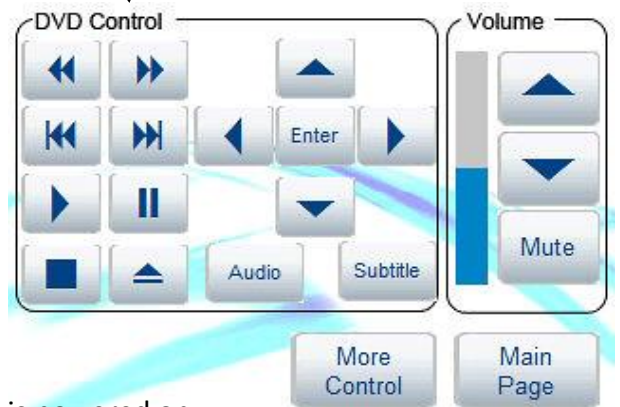 DVD Control
Volume
Enter
Mute
Audio
Subtitle
More
Control
Main
Page